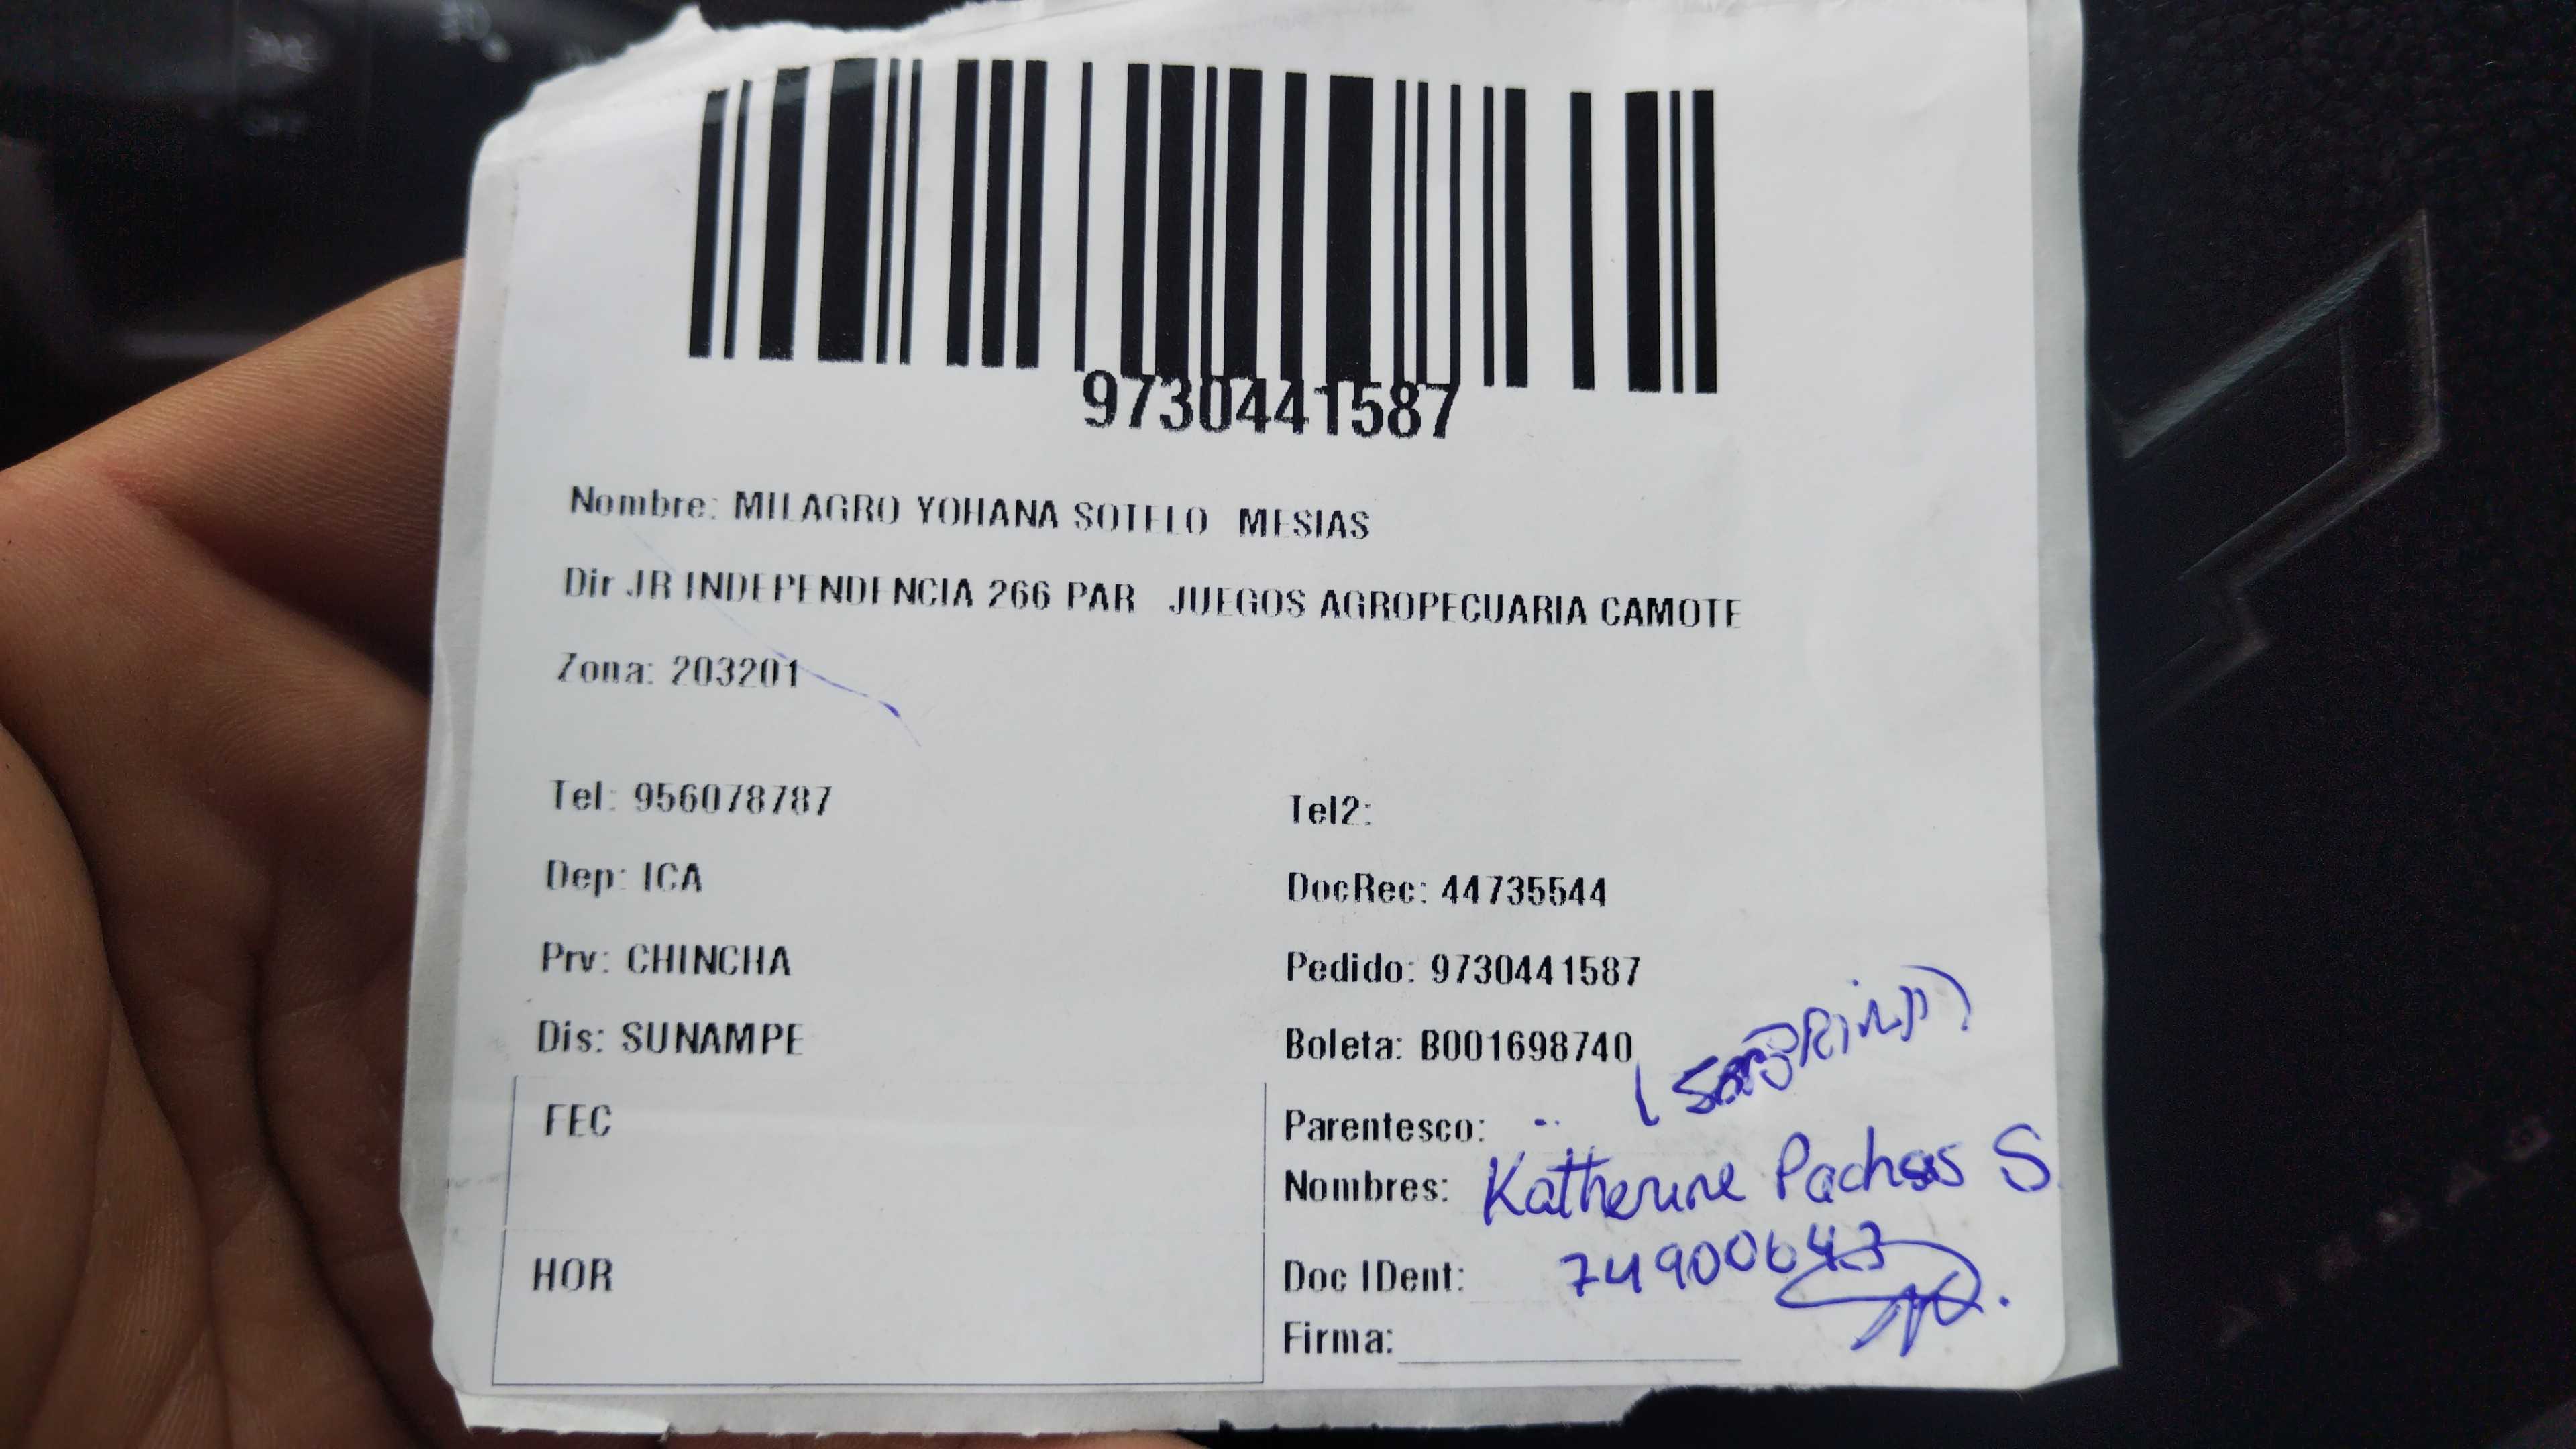 9730441587
Nombre: MILAGRO YOHANA SOTELO MESIAS
Dir JR INDEPENDENCIA 266 PAR JUEGOS AGROPECUARIA CAMOTE
Zona: 203201
Tel: 956078787
Tel2:
Dep: ICA
DocRec: 44735544
Prv: CHINCHA
Pedido: 9730441587
Dis: SUNAMPE
Boleta: B001698740
FEC
Parentesco:
Nombres: Katherine Pachas S
HOR
Doc IDent: 74900643
Firma:
AIRBAG